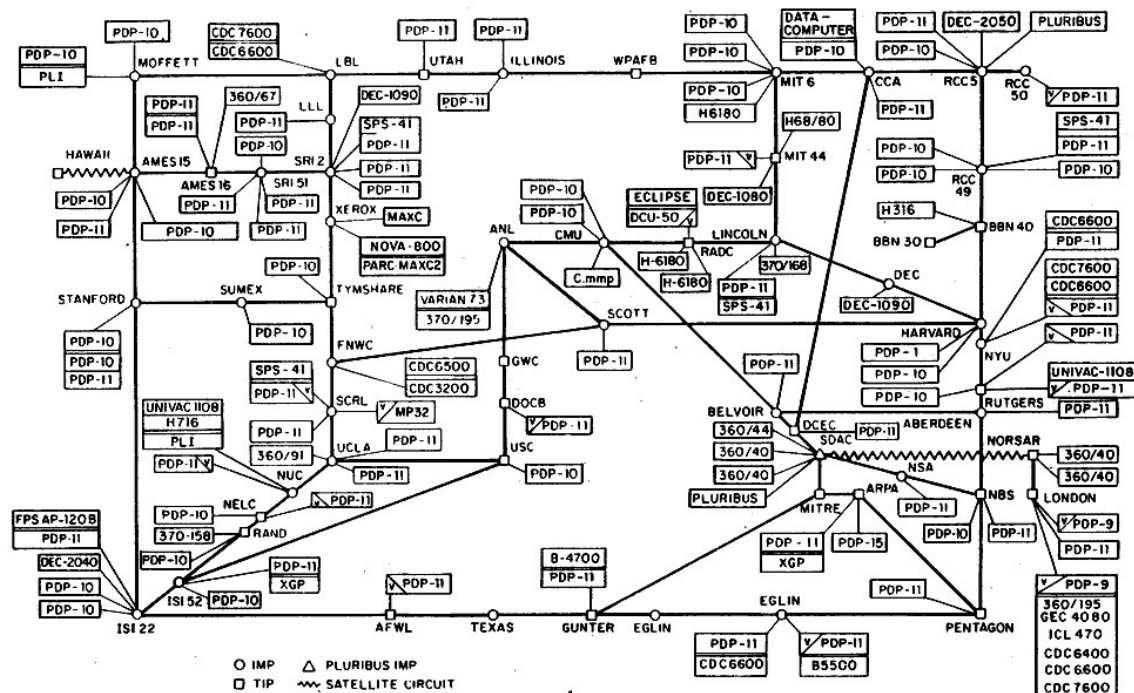 PDP-10
PLI
PDP-10
MOFFETT
CDC7600
CDC6600
LBL
PDP-11
UTAH
PDP-11
ILLINOIS
PDP-11
WPAFB
PDP-10
PDP-10
PDP-10
H6180
MIT 6
DATA-
COMPUTER
PDP-10
CCA
PDP-11
PDP-11
PDP-10
DEC-2050
PLURIBUS
RCC5
RCC
50
PDP-11
LLL
PDP-11
DEC-1090
SPS-41
PDP-11
PDP-11
PDP-11
SRI 2
PDP-11
PDP-11
360/67
PDP-10
HAWAII
AMES 15
AMES 16
SRI 51
PDP-10
PDP-11
PDP-10
PDP-11
PDP-11
H68/80
PDP-11
MIT 44
DEC-1080
SPS-41
PDP-11
PDP-10
PDP-10
PDP-10
RCC
49
XEROX
MAXC
NOVA-800
PARC-MAXC2
PDP-10
TYMSHARE
ANL
PDP-10
PDP-10
CMU
C.mmp
ECLIPSE
DCU-50
RADC
H-6180
H-6180
LINCOLN
370/168
PDP-11
SPS-41
H316
BBN 30
BBN 40
DEC
DEC-1090
CDC6600
PDP-11
CDC7600
CDC6600
PDP-11
PDP-11
STANFORD
SUMEX
PDP-10
PDP-10
PDP-10
PDP-11
VARIAN 73
370/195
SCOTT
PDP-11
HARVARD
NYU
PDP-1
PDP-10
PDP-10
UNIVAC-1108
PDP-11
RUTGERS
PDP-11
FNWC
CDC6500
CDC3200
GWC
SPS-41
PDP-11
SCRL
MP32
PDP-11
DOCB
PDP-11
PDP-11
BELVOIR
DCEC
PDP-11
ABERDEEN
UNIVAC 1108
H716
PLI
PDP-11
360/91
UCLA
PDP-11
PDP-11
USC
PDP-10
360/44
360/40
360/40
PLURIBUS
SDAC
NSA
PDP-11
NORSAR
360/40
360/40
NUC
NELC
PDP-11
PDP-10
370-158
RAND
PDP-10
MITRE
ARPA
PDP-11
XGP
PDP-15
NBS
PDP-10
PDP-11
LONDON
PDP-9
PDP-11
FPS AP-120B
PDP-11
DEC-2040
PDP-10
PDP-10
ISI 22
ISI 52
PDP-11
XGP
PDP-10
PDP-11
AFWL
TEXAS
B-4700
PDP-11
GUNTER
EGLIN
EGLIN
PDP-11
CDC6600
PDP-11
B5500
PDP-11
PENTAGON
PDP-9
360/195
GEC 4080
ICL 470
CDC6400
CDC6600
CDC7600
IMP
PLURIBUS IMP
TIP
SATELLITE CIRCUIT